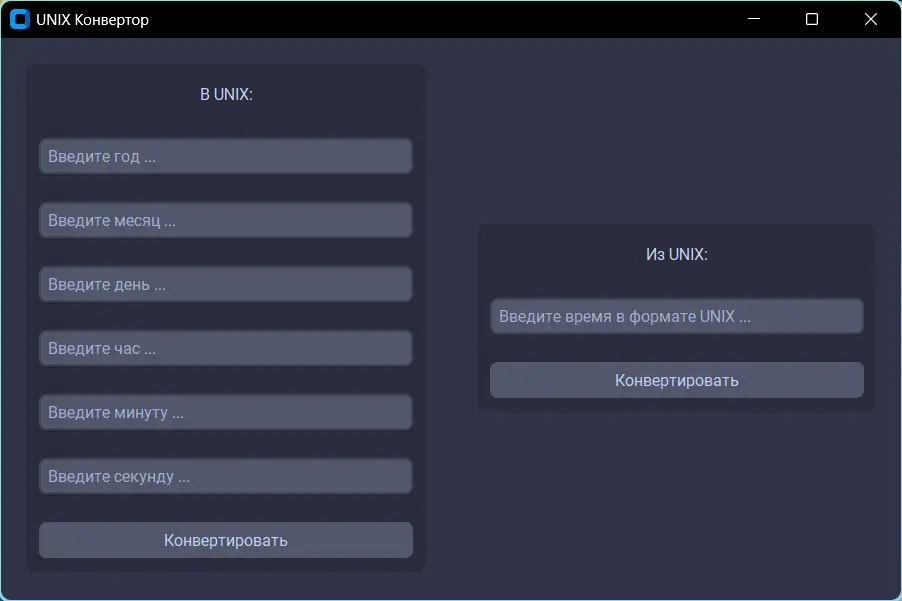 UNIX Конвертор
В UNIX:
Введите год ...
Введите месяц ...
Введите день ...
Введите час ...
Введите минуту ...
Введите секунду ...
Конвертировать
Из UNIX:
Введите время в формате UNIX ...
Конвертировать